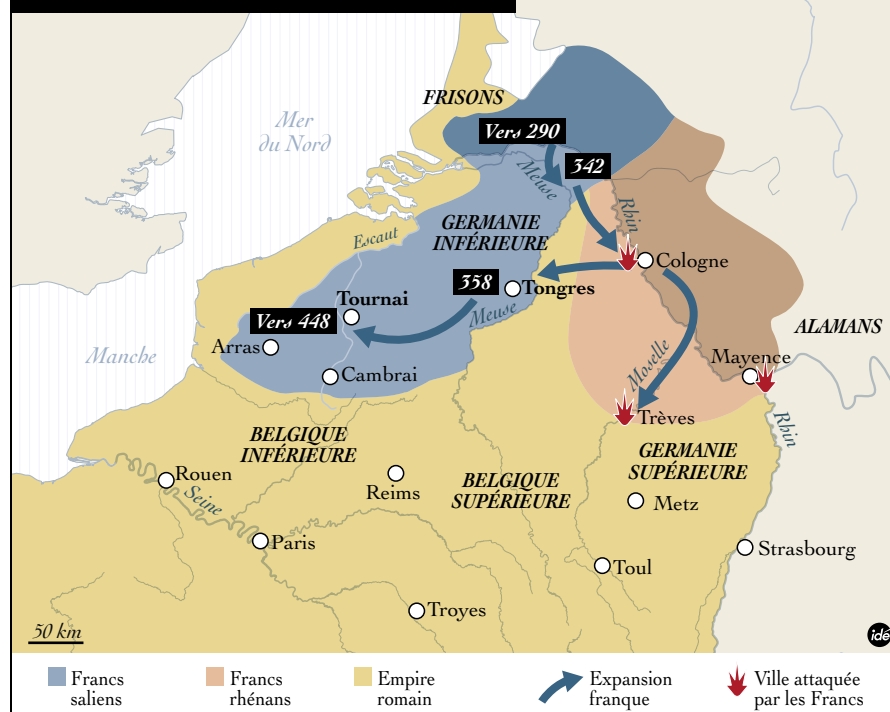 FRISONS
Mer
du Nord
Vers 290
342
Meuse
Rhin
GERMANIE
INFÉRIEURE
Escaut
Cologne
358
Tongres
Tournai
Meuse
Vers 448
ALAMANS
Arras
Manche
Mayence
Cambrai
Moselle
Trèves
Rhin
BELGIQUE
INFÉRIEURE
GERMANIE
SUPÉRIEURE
BELGIQUE
SUPÉRIEURE
Rouen
Reims
Seine
Metz
Paris
Strasbourg
Toul
Troyes
50 km
idé
Francs
saliens
Francs
rhénans
Empire
romain
Expansion
franque
Ville attaquée
par les Francs